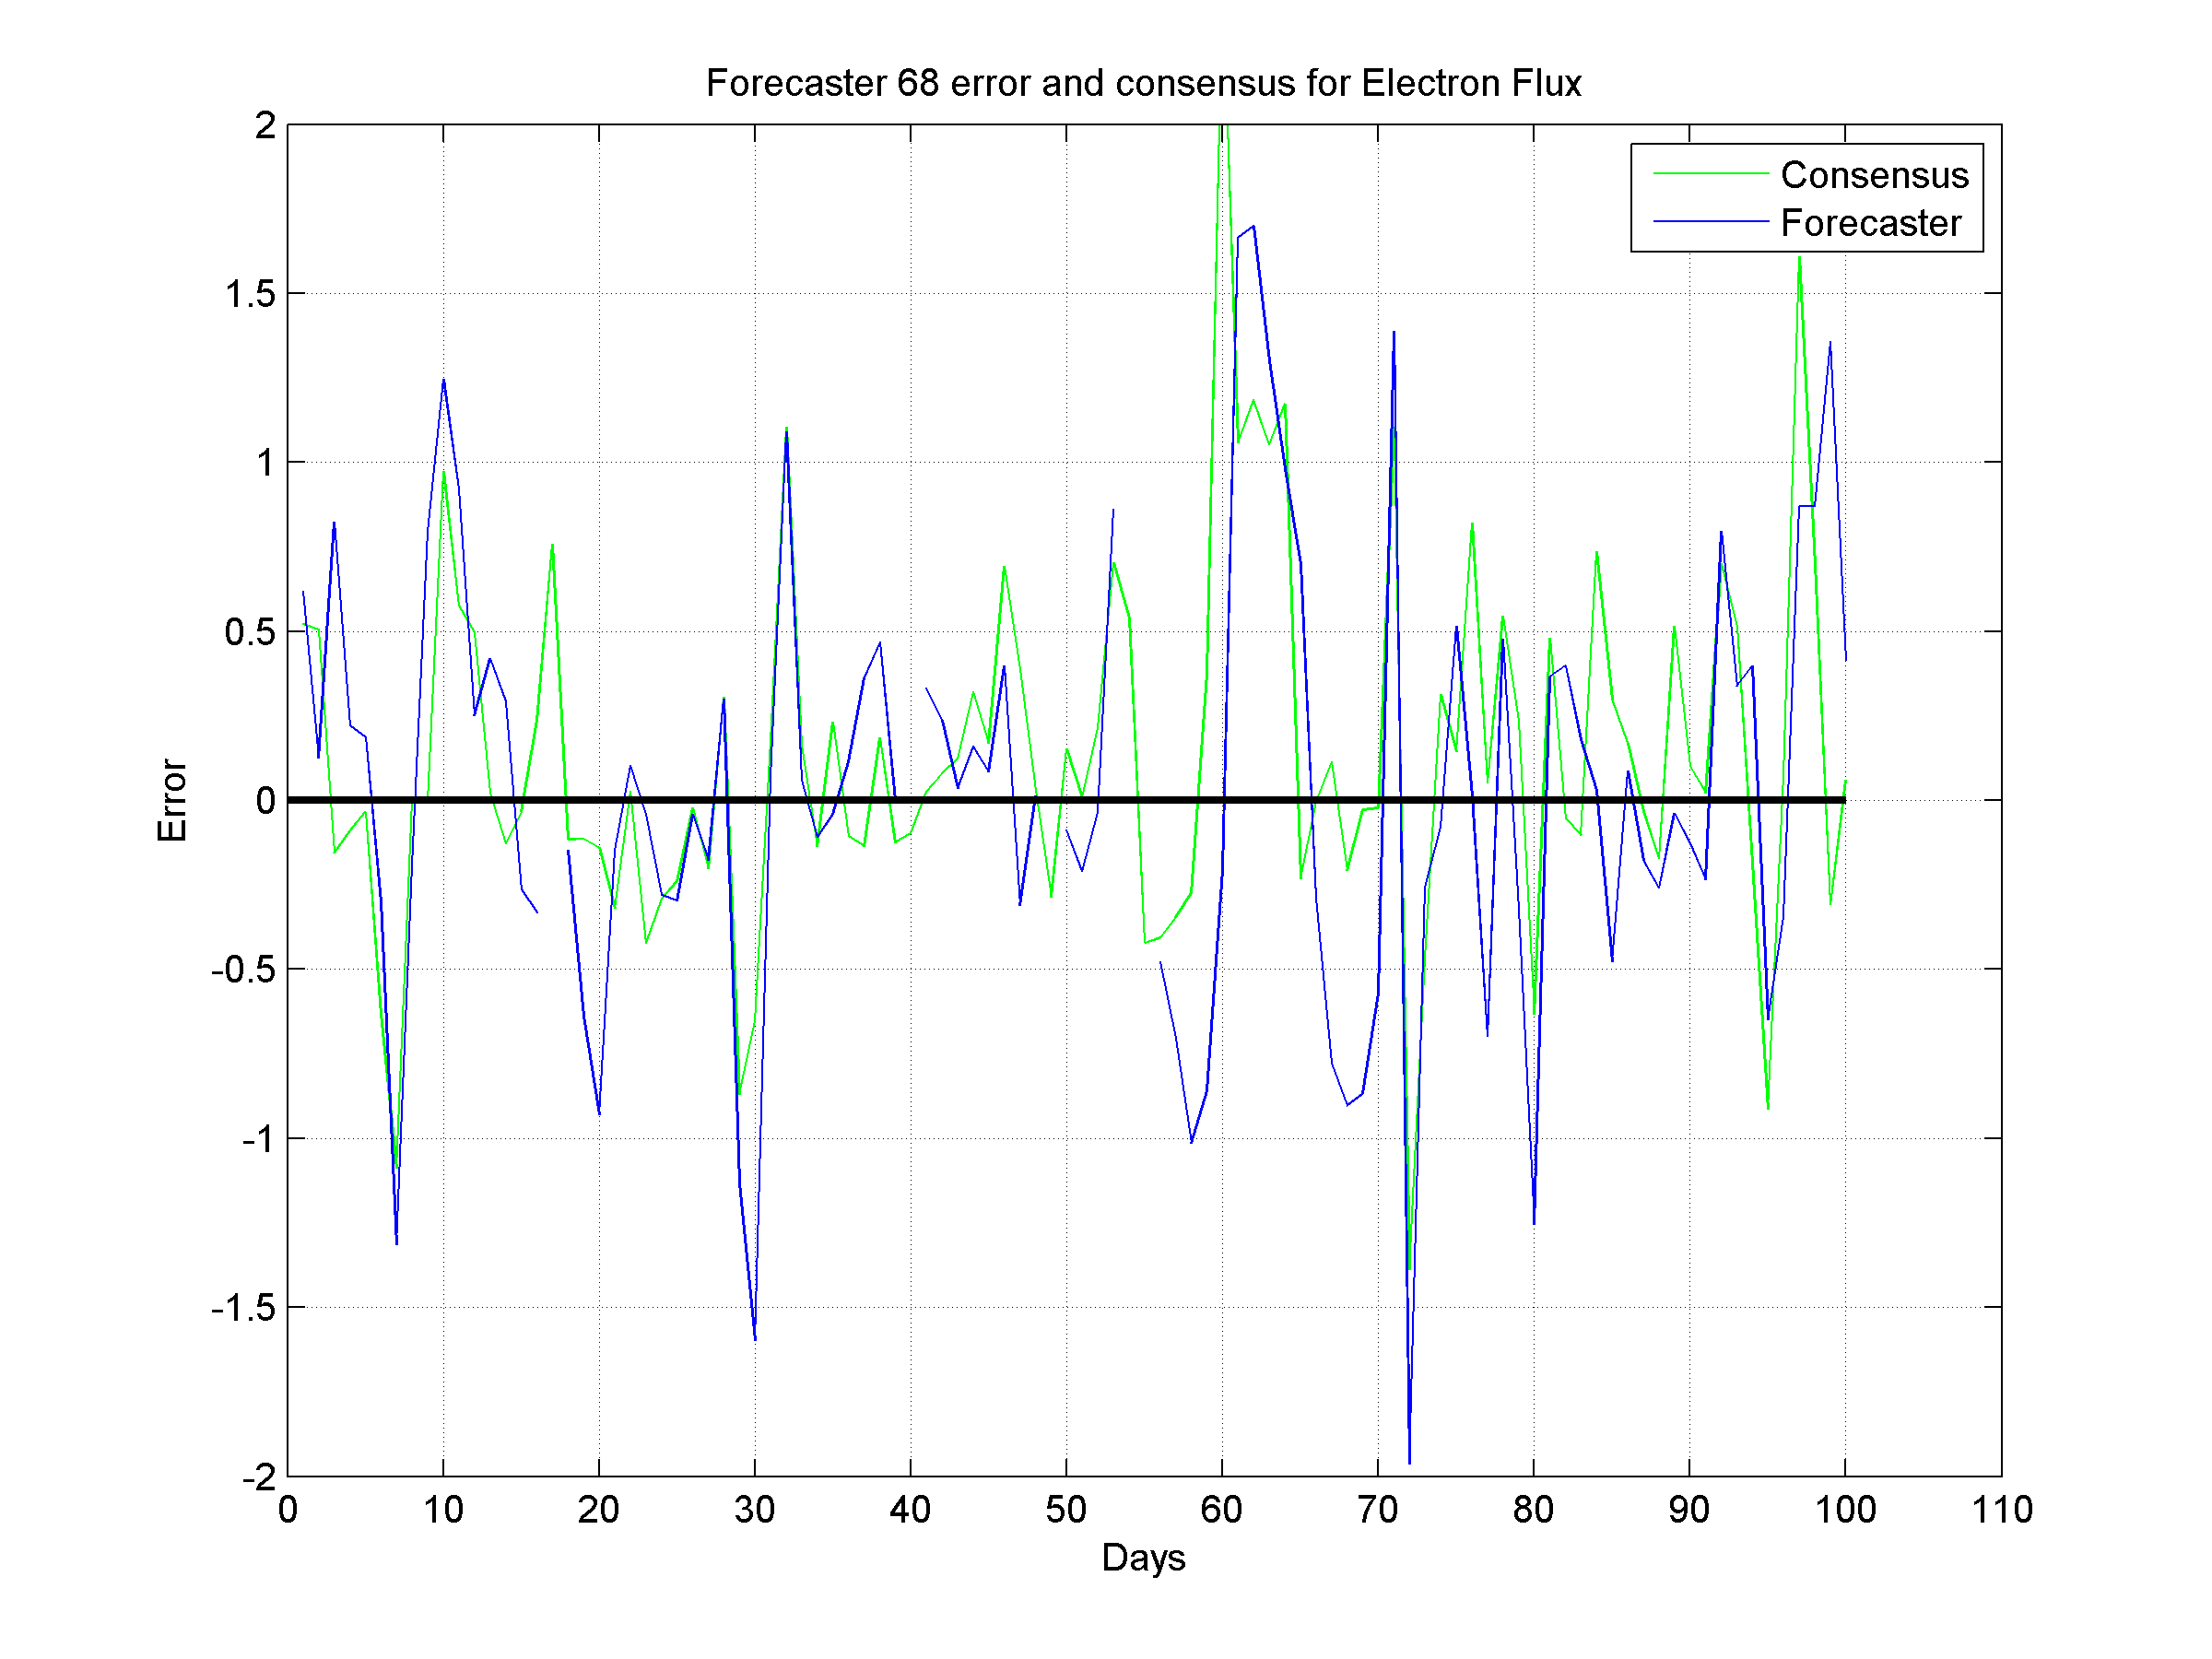 Forecaster 68 error and consensus for Electron Flux
2
Consensus
Forecaster
1.5
1
0.5
0
-0.5
-1
-1.5
-2
Error
0 10 20 30 40 50 60 70 80 90 100 110
Days